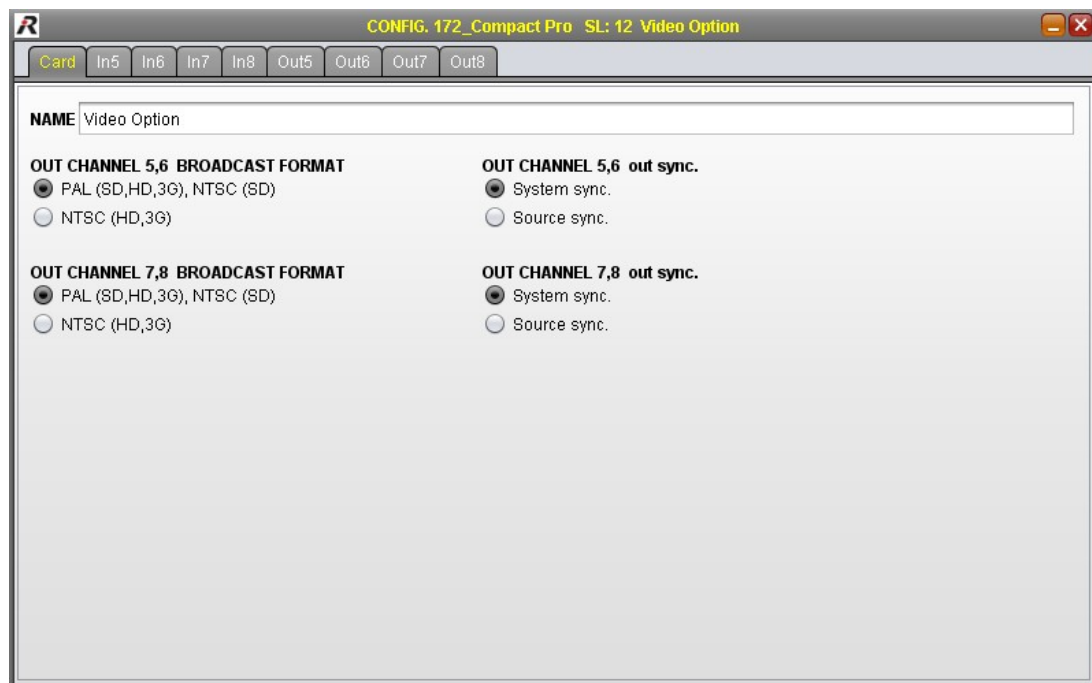 CONFIG. 172_Compact Pro SL: 12 Video Option
Card In5 In6 In7 In8 Out5 Out6 Out7 Out8
NAME Video Option
OUT CHANNEL 5,6 BROADCAST FORMAT OUT CHANNEL 5,6 out sync.
PAL (SD,HD,3G), NTSC (SD) System sync.
NTSC (HD,3G) Source sync.
OUT CHANNEL 7,8 BROADCAST FORMAT OUT CHANNEL 7,8 out sync.
PAL (SD,HD,3G), NTSC (SD) System sync.
NTSC (HD,3G) Source sync.